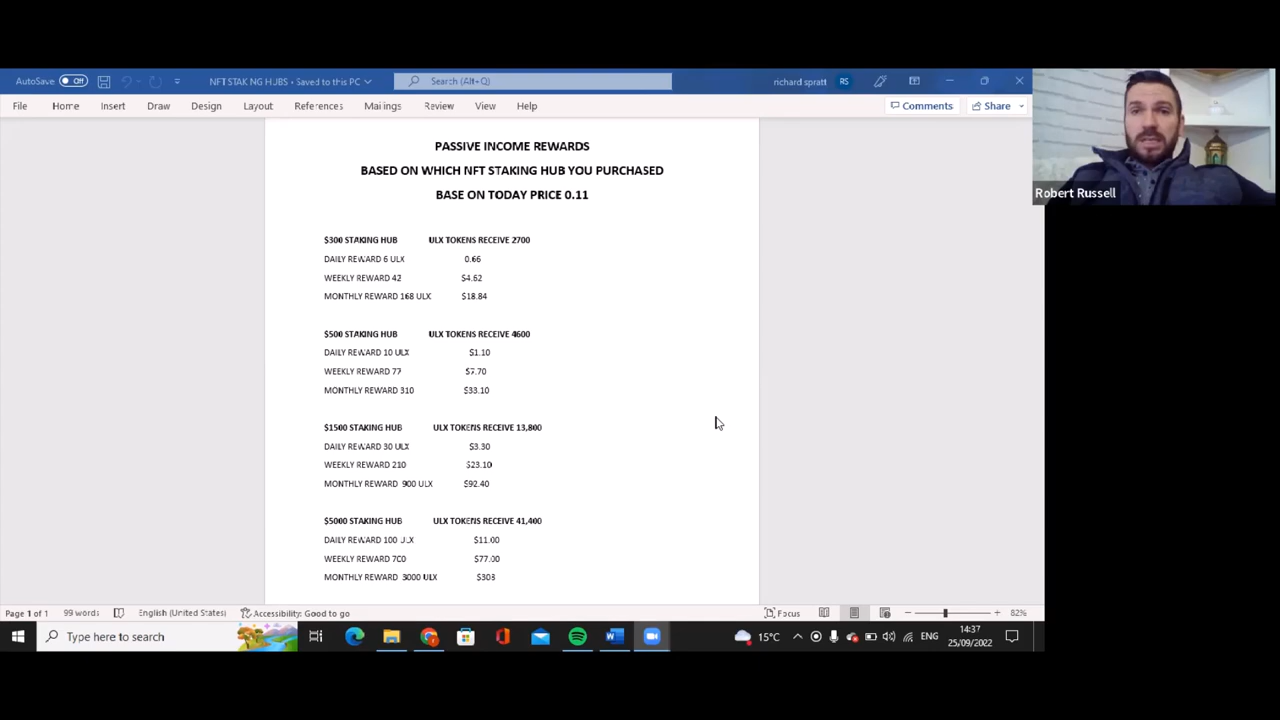 AutoSave Off NFT STAKING HUBS • Saved to this PC Search (Alt+Q) richard spratt RS
File Home Insert Draw Design Layout References Mailings Review View Help Comments Share
PASSIVE INCOME REWARDS
BASED ON WHICH NFT STAKING HUB YOU PURCHASED
BASE ON TODAY PRICE 0.11
Robert Russell
$300 STAKING HUB ULX TOKENS RECEIVE 2700
DAILY REWARD 6 ULX 0.66
WEEKLY REWARD 42 $4.62
MONTHLY REWARD 168 ULX $18.84
$500 STAKING HUB ULX TOKENS RECEIVE 4600
DAILY REWARD 10 ULX $1.10
WEEKLY REWARD 77 $7.70
MONTHLY REWARD 310 $33.10
$1500 STAKING HUB ULX TOKENS RECEIVE 13,800
DAILY REWARD 30 ULX $3.30
WEEKLY REWARD 210 $23.10
MONTHLY REWARD 900 ULX $92.40
$5000 STAKING HUB ULX TOKENS RECEIVE 41,400
DAILY REWARD 100 ULX $11.00
WEEKLY REWARD 700 $77.00
MONTHLY REWARD 3000 ULX $303
Page 1 of 1 99 words English (United States) Accessibility: Good to go Focus 82%
Type here to search 15°C ENG 14:37
25/09/2022